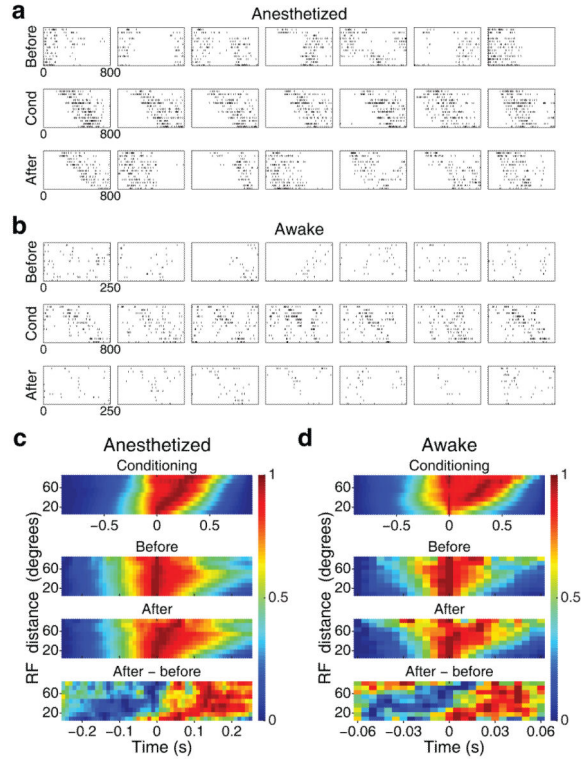 a
Anesthetized
Before
0 800
Cond
After
0 800
b
Awake
Before
0 250
Cond
0 800
After
0 250
c Anesthetized
Conditioning
60
20
−0.5 0 0.5
Before
60
20
After
60
20
After − before
60
20
−0.2 −0.1 0 0.1 0.2
Time (s)
RF distance (degrees)
1
0.5
0
d Awake
Conditioning
60
20
−0.5 0 0.5
Before
60
20
After
60
20
After − before
60
20
−0.06 −0.03 0 0.03 0.06
Time (s)
RF distance (degrees)
1
0.5
0